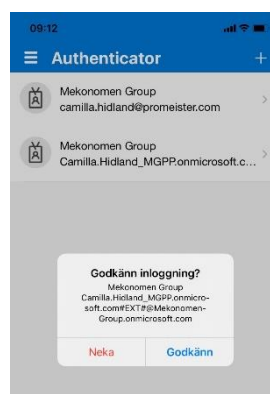 09:12
Authenticator
Mekonomen Group
camilla.hidland@promeister.com
Mekonomen Group
Camilla.Hidland_MGPP.onmicrosoft.c...
Godkänn inloggning?
Mekonomen Group
Camilla.Hidland_MGPP.onmicro-
soft.com#EXT#@Mekonomen-
Group.onmicrosoft.com
Neka Godkänn